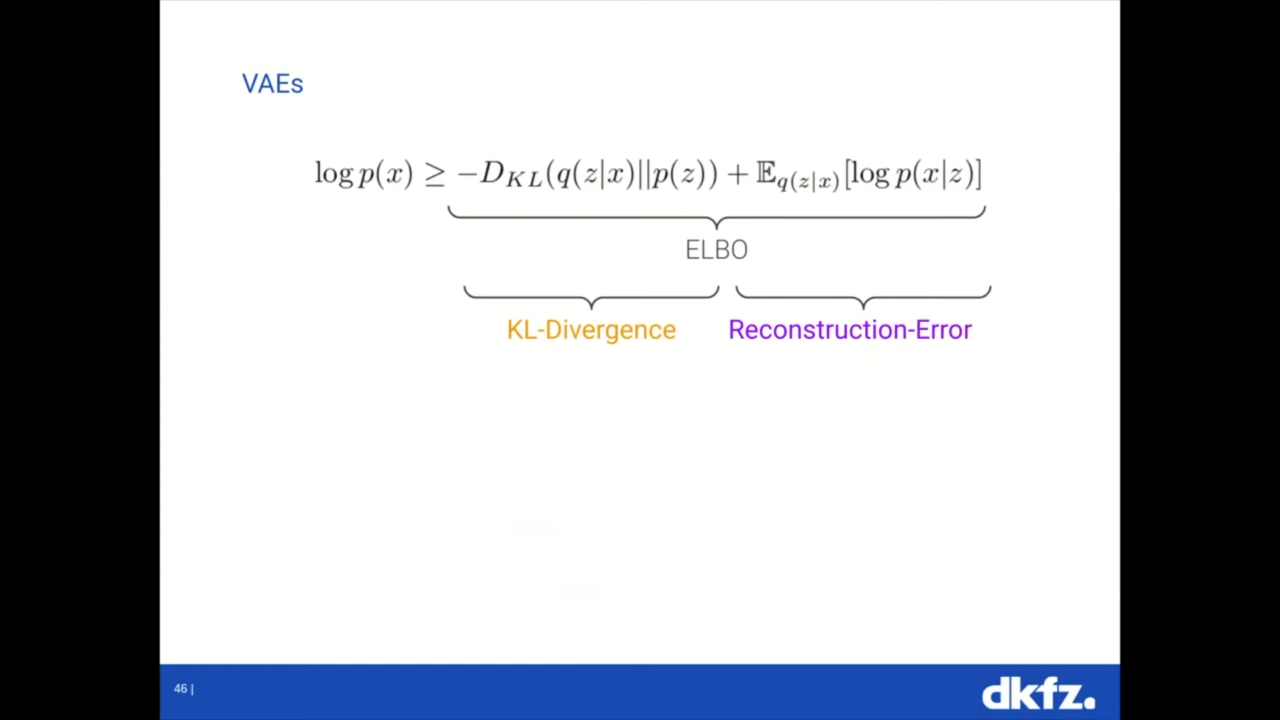 VAEs
log p(x) ≥ −D_{KL}(q(z|x)||p(z)) + 𝔼_{q(z|x)}[log p(x|z)]
ELBO
KL-Divergence Reconstruction-Error
46 |
dkfz.